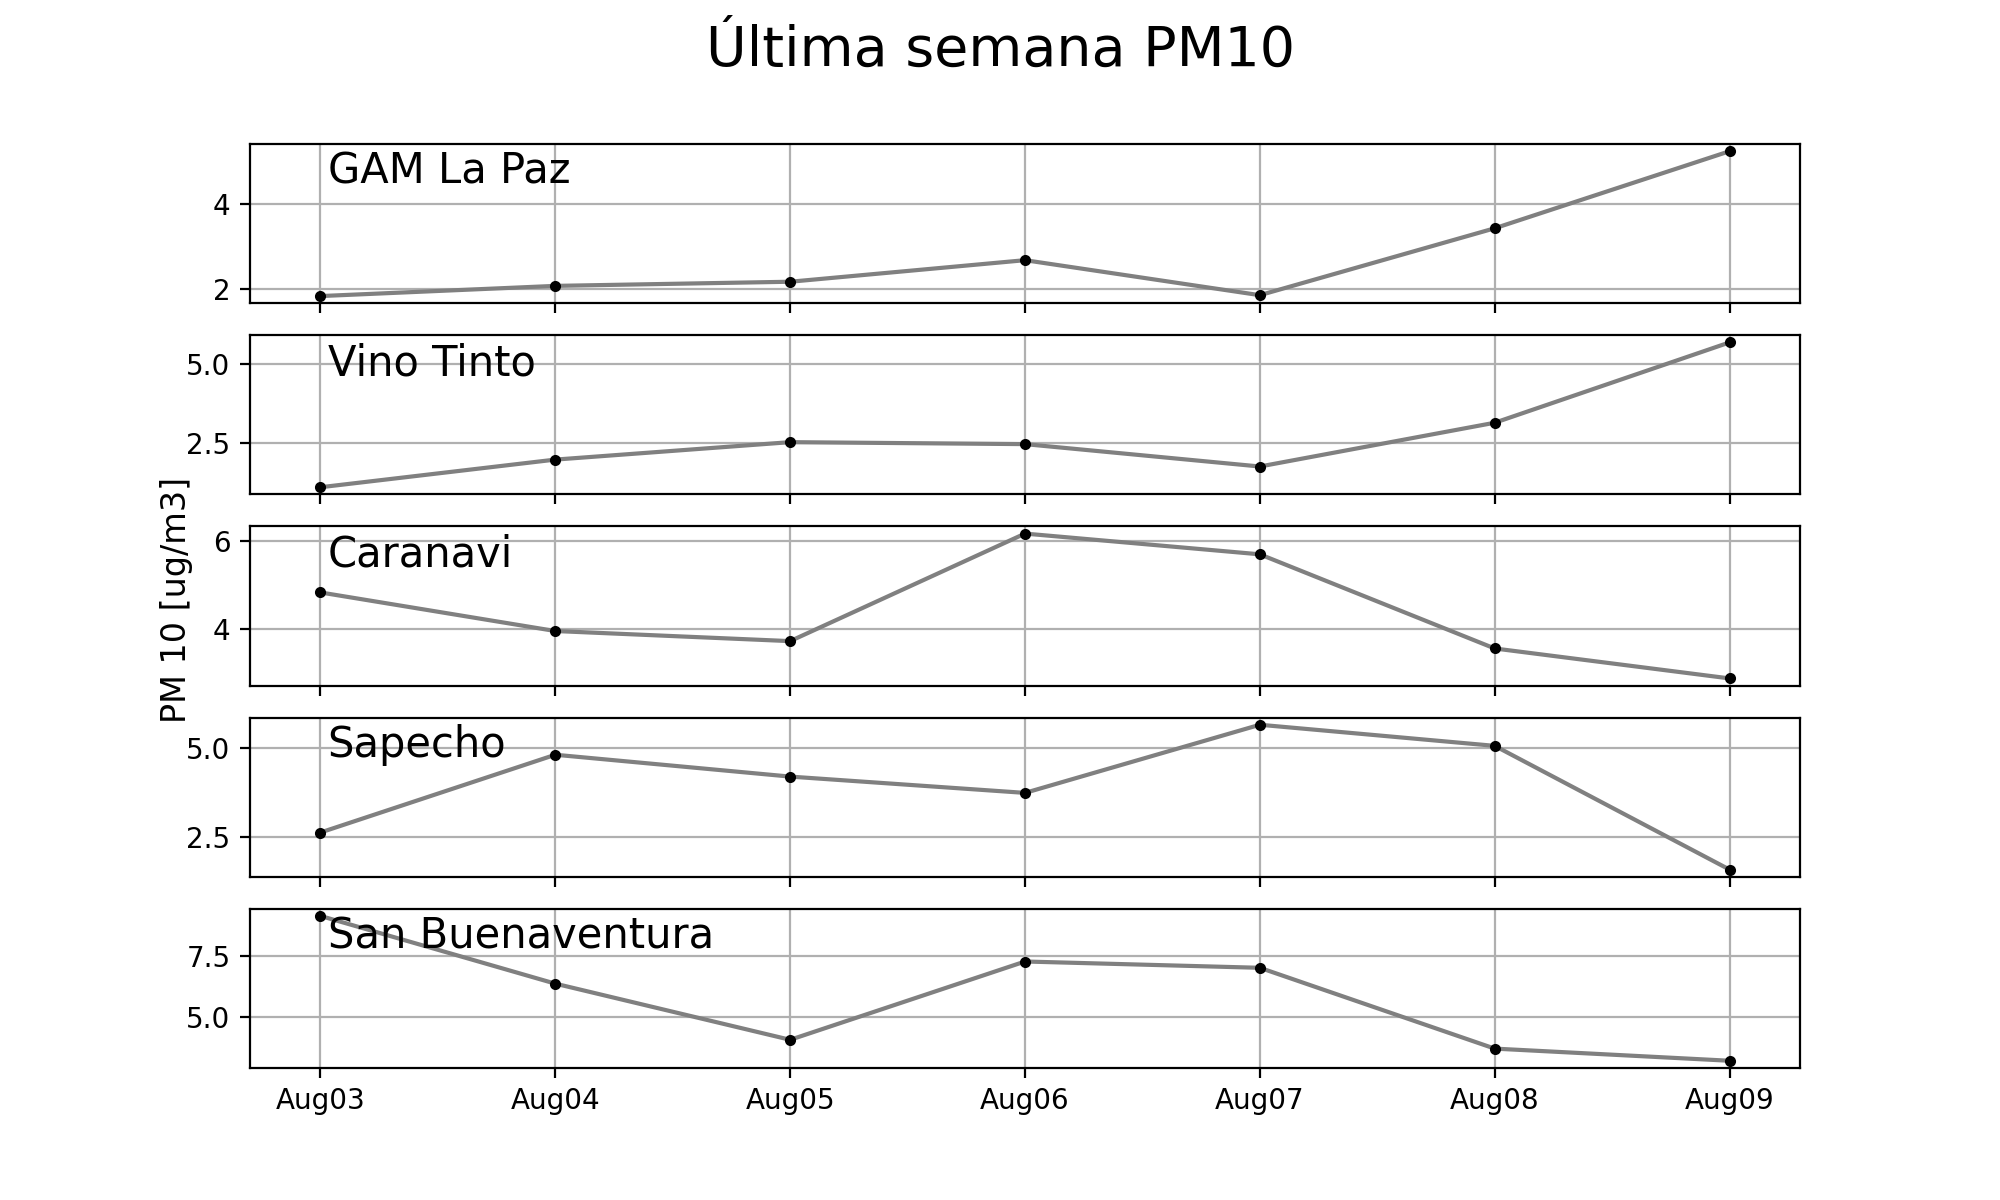 Última semana PM10
GAM La Paz
4
2
Vino Tinto
5.0
2.5
PM 10 [ug/m3]
Caranavi
6
4
Sapecho
5.0
2.5
San Buenaventura
7.5
5.0
Aug03 Aug04 Aug05 Aug06 Aug07 Aug08 Aug09